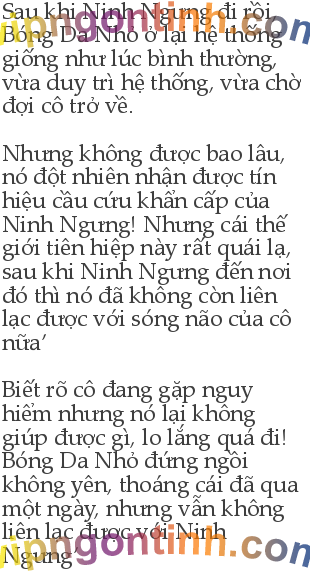 Sau khi Ninh Ngưng đi rồi,
Bóng Da Nhỏ ở lại hệ thống
giống như lúc bình thường,
vừa duy trì hệ thống, vừa chờ
đợi cô trở về.
Nhưng không được bao lâu,
nó đột nhiên nhận được tín
hiệu cầu cứu khẩn cấp của
Ninh Ngưng! Nhưng cái thế
giới tiên hiệp này rất quái lạ,
sau khi Ninh Ngưng đến nơi
đó thì nó đã không còn liên
lạc được với sóng não của cô
nữa’
Biết rõ cô đang gặp nguy
hiểm nhưng nó lại không
giúp được gì, lo lắng quá đi!
Bóng Da Nhỏ đứng ngồi
không yên, thoáng cái đã qua
một ngày, nhưng vẫn không
liên lạc được với Ninh
Ngưng’